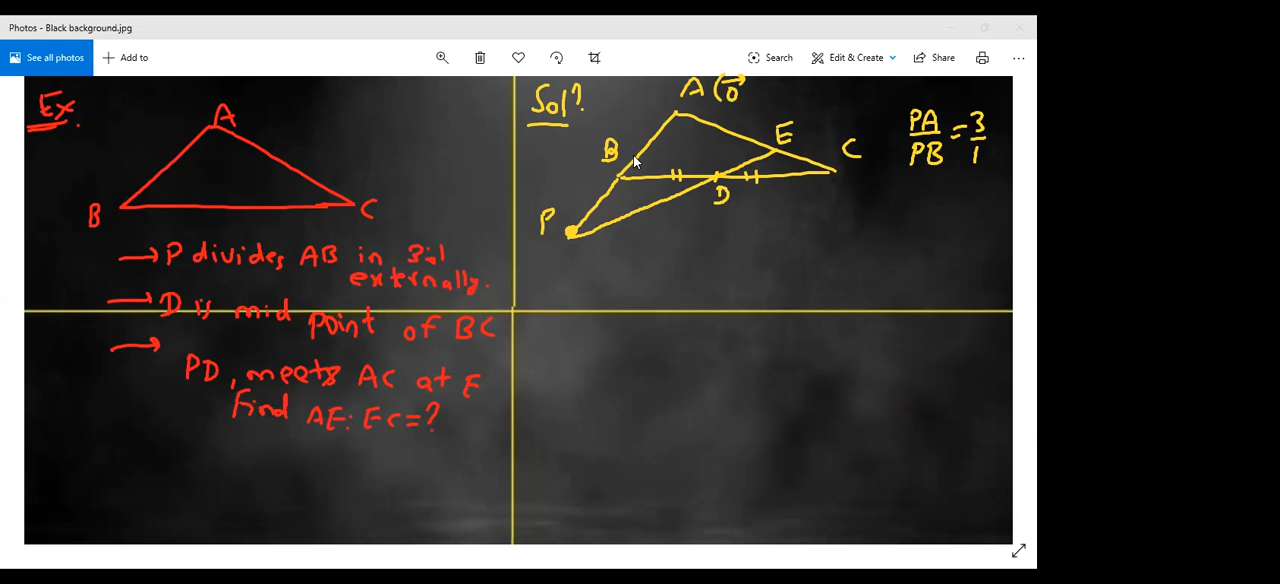 Photos - Black background.jpg
See all photos
Add to
Search
Edit & Create
Share
Ex.
A
B
C
→ P divides AB in 3:1
externally.
→ D is mid point of BC
→ PD, meets AC at E
Find AE:EC=?
Sol?
A (0
B
E
C
D
P
PA/PB = 3/1